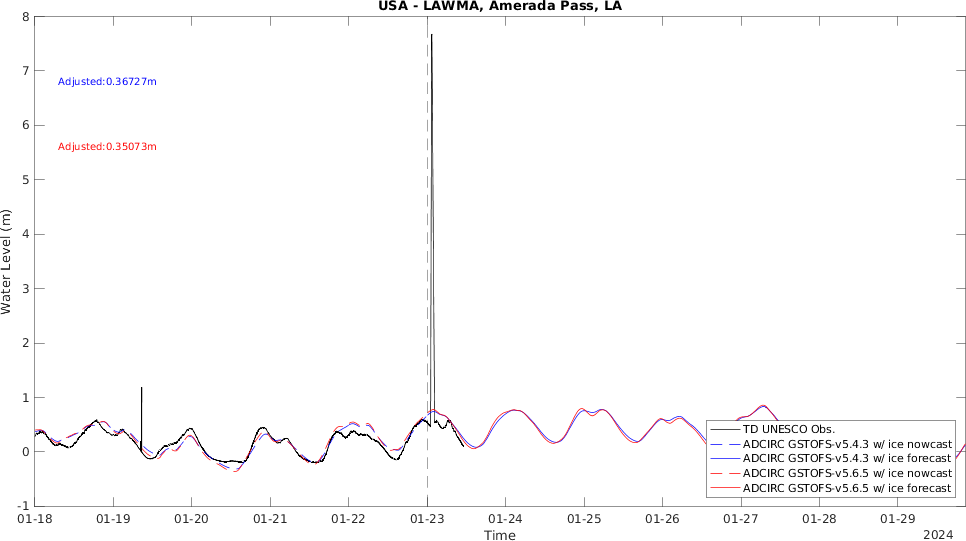 USA - LAWMA, Amerada Pass, LA
8
7
6
5
4
3
2
1
0
-1
Water Level (m)
Adjusted:0.36727m
Adjusted:0.35073m
TD UNESCO Obs.
ADCIRC GSTOFS-v5.4.3 w/ ice nowcast
ADCIRC GSTOFS-v5.4.3 w/ ice forecast
ADCIRC GSTOFS-v5.6.5 w/ ice nowcast
ADCIRC GSTOFS-v5.6.5 w/ ice forecast
01-18 01-19 01-20 01-21 01-22 01-23 01-24 01-25 01-26 01-27 01-28 01-29
Time
2024